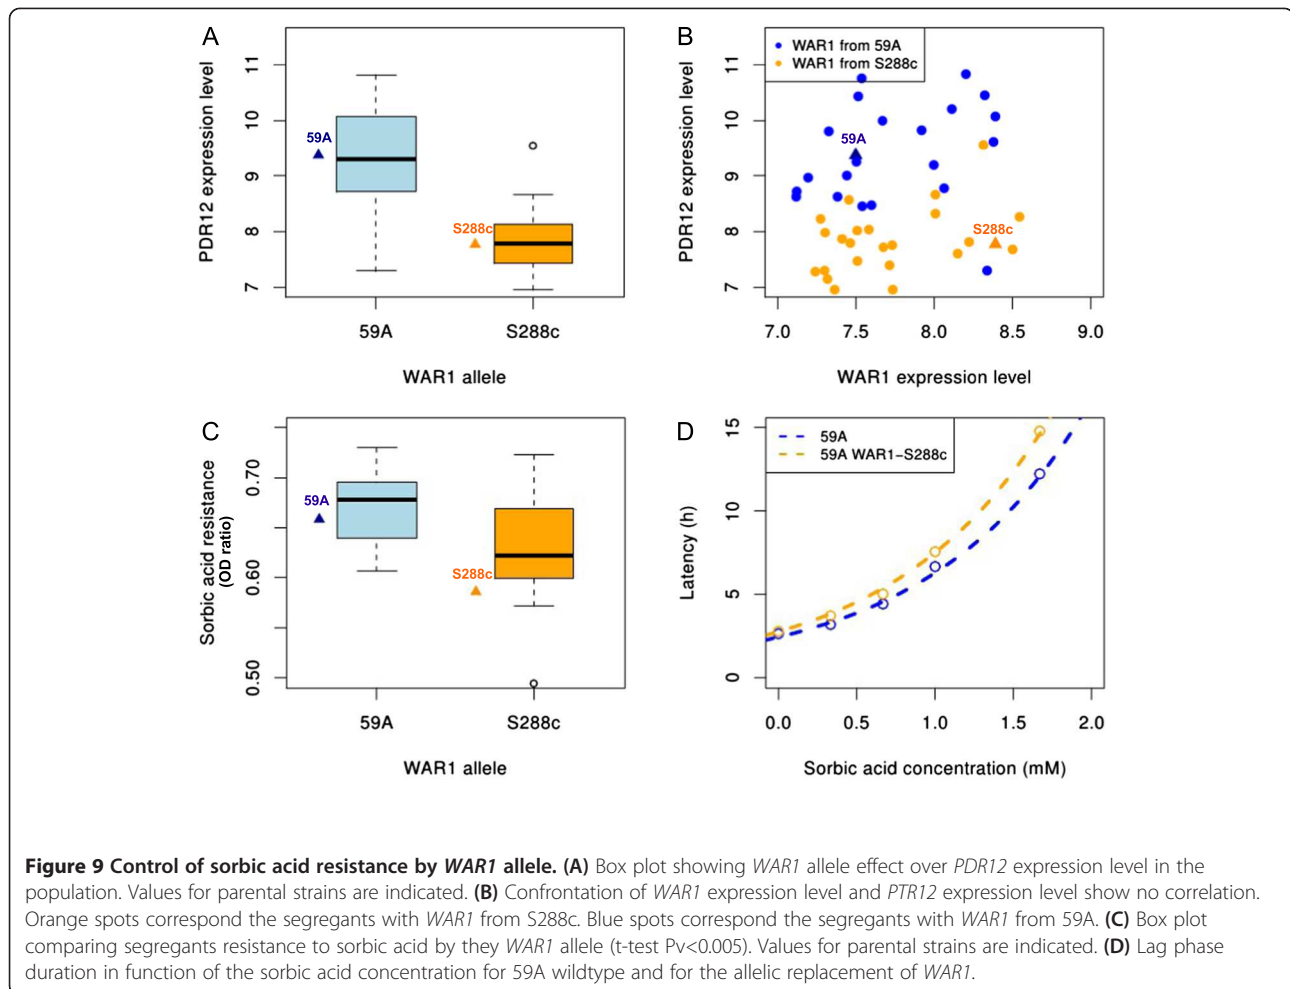 A
PDR12 expression level
11
10
9
8
7
59A
S288c
59A
S288c
WAR1 allele
B
WAR1 from 59A
WAR1 from S288c
PDR12 expression level
11
10
9
8
7
59A
S288c
7.0 7.5 8.0 8.5 9.0
WAR1 expression level
C
Sorbic acid resistance
(OD ratio)
0.70
0.60
0.50
59A
S288c
59A
S288c
WAR1 allele
D
59A
59A WAR1−S288c
Latency (h)
15
10
5
0
0.0 0.5 1.0 1.5 2.0
Sorbic acid concentration (mM)
Figure 9 Control of sorbic acid resistance by WAR1 allele. (A) Box plot showing WAR1 allele effect over PDR12 expression level in the
population. Values for parental strains are indicated. (B) Confrontation of WAR1 expression level and PTR12 expression level show no correlation.
Orange spots correspond the segregants with WAR1 from S288c. Blue spots correspond the segregants with WAR1 from 59A. (C) Box plot
comparing segregants resistance to sorbic acid by they WAR1 allele (t-test Pv<0.005). Values for parental strains are indicated. (D) Lag phase
duration in function of the sorbic acid concentration for 59A wildtype and for the allelic replacement of WAR1.